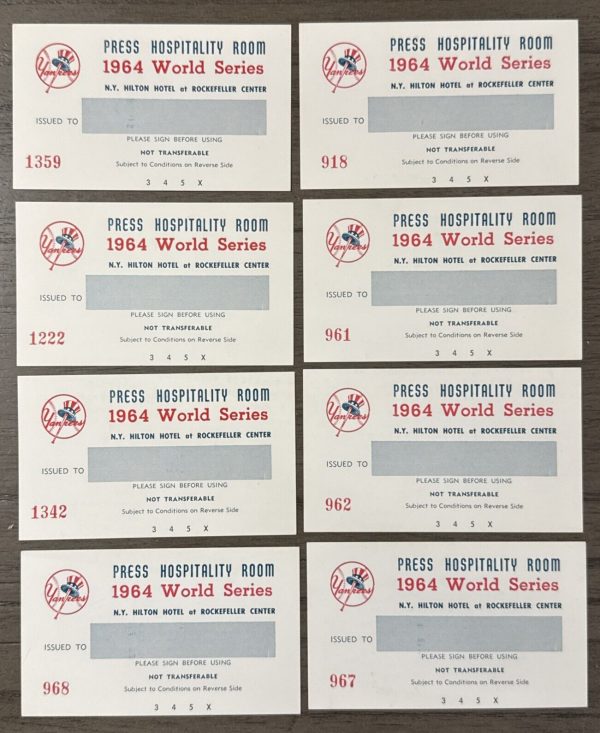 Yankees
PRESS HOSPITALITY ROOM
1964 World Series
N.Y. HILTON HOTEL at ROCKEFELLER CENTER
ISSUED TO
PLEASE SIGN BEFORE USING
NOT TRANSFERABLE
1359
Subject to Conditions on Reverse Side
3 4 5 X
Yankees
PRESS HOSPITALITY ROOM
1964 World Series
N.Y. HILTON HOTEL at ROCKEFELLER CENTER
ISSUED TO
PLEASE SIGN BEFORE USING
NOT TRANSFERABLE
918
Subject to Conditions on Reverse Side
3 4 5 X
Yankees
PRESS HOSPITALITY ROOM
1964 World Series
N.Y. HILTON HOTEL at ROCKEFELLER CENTER
ISSUED TO
PLEASE SIGN BEFORE USING
NOT TRANSFERABLE
1222
Subject to Conditions on Reverse Side
3 4 5 X
Yankees
PRESS HOSPITALITY ROOM
1964 World Series
N.Y. HILTON HOTEL at ROCKEFELLER CENTER
ISSUED TO
PLEASE SIGN BEFORE USING
NOT TRANSFERABLE
961
Subject to Conditions on Reverse Side
3 4 5 X
Yankees
PRESS HOSPITALITY ROOM
1964 World Series
N.Y. HILTON HOTEL at ROCKEFELLER CENTER
ISSUED TO
PLEASE SIGN BEFORE USING
NOT TRANSFERABLE
1342
Subject to Conditions on Reverse Side
3 4 5 X
Yankees
PRESS HOSPITALITY ROOM
1964 World Series
N.Y. HILTON HOTEL at ROCKEFELLER CENTER
ISSUED TO
PLEASE SIGN BEFORE USING
NOT TRANSFERABLE
962
Subject to Conditions on Reverse Side
3 4 5 X
Yankees
PRESS HOSPITALITY ROOM
1964 World Series
N.Y. HILTON HOTEL at ROCKEFELLER CENTER
ISSUED TO
PLEASE SIGN BEFORE USING
NOT TRANSFERABLE
968
Subject to Conditions on Reverse Side
3 4 5 X
Yankees
PRESS HOSPITALITY ROOM
1964 World Series
N.Y. HILTON HOTEL at ROCKEFELLER CENTER
ISSUED TO
PLEASE SIGN BEFORE USING
NOT TRANSFERABLE
967
Subject to Conditions on Reverse Side
3 4 5 X